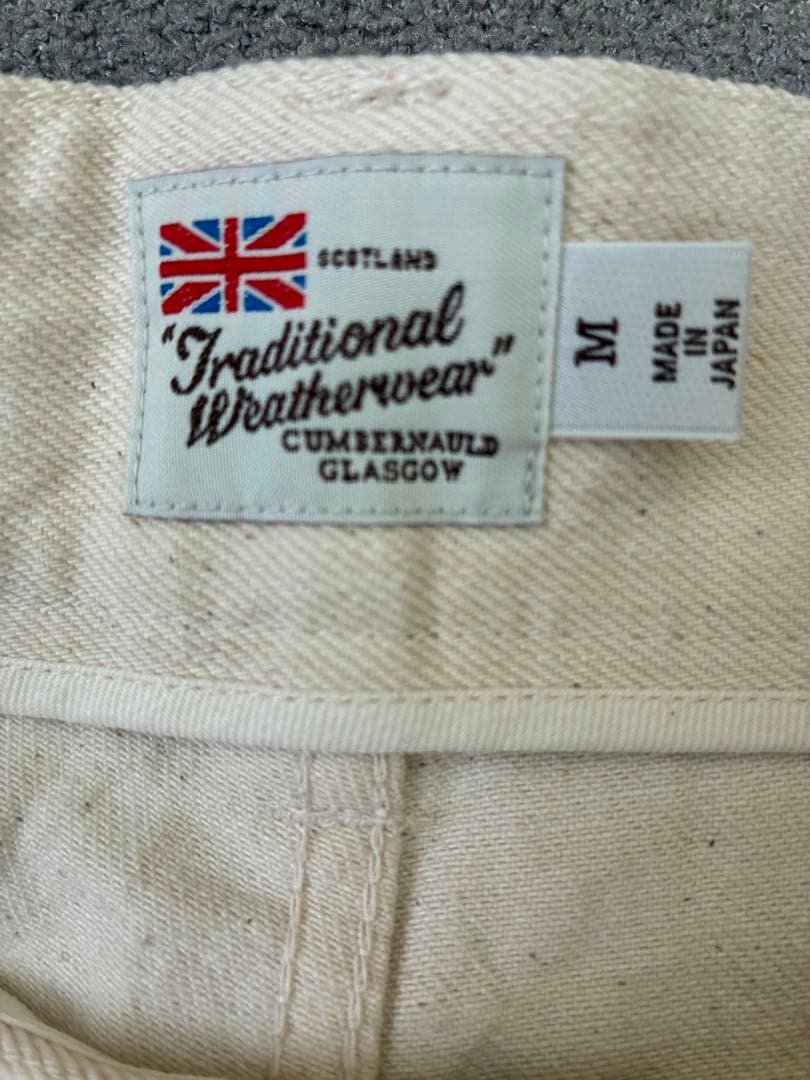 SCOTLAND
"Traditional
Weatherwear"
CUMBERNAULD
GLASGOW
M
MADE
IN
JAPAN